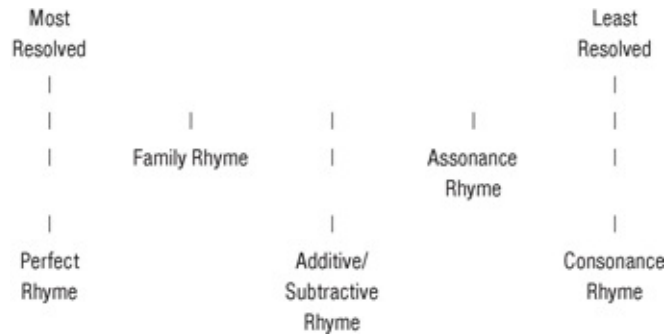 Most
Resolved
Least
Resolved
Family Rhyme
Assonance
Rhyme
Perfect
Rhyme
Additive/
Subtractive
Rhyme
Consonance
Rhyme